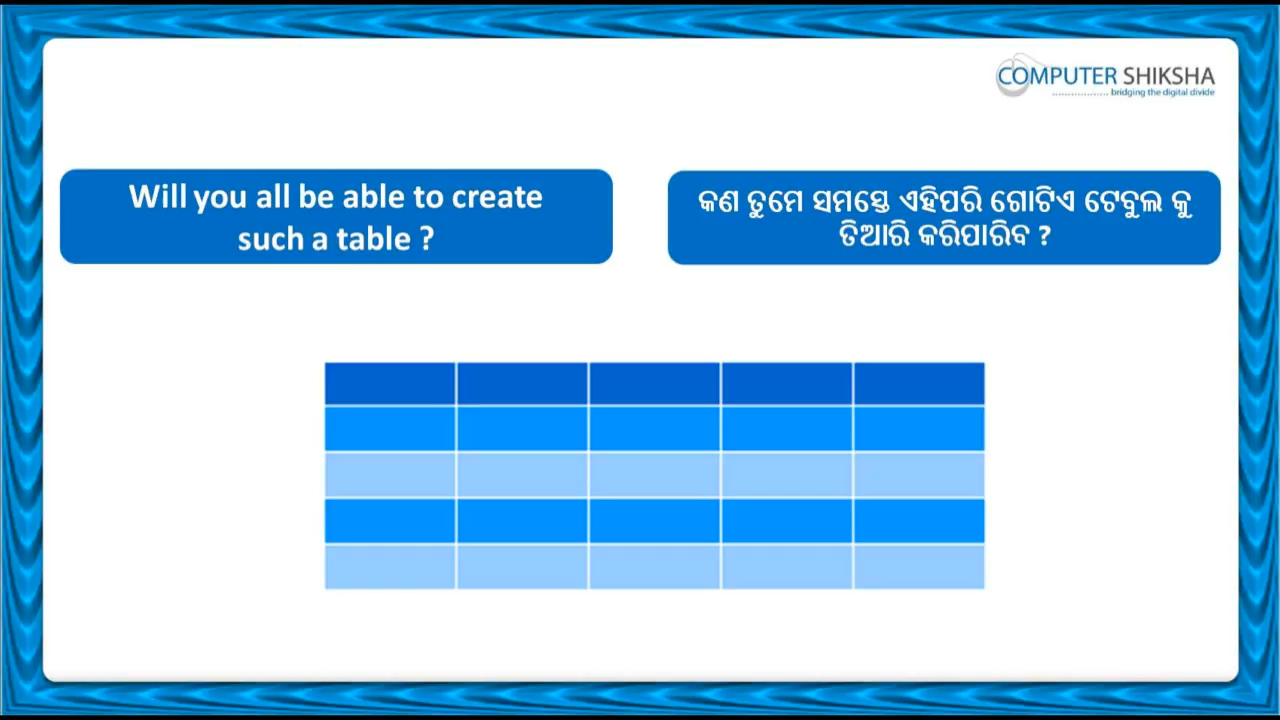 COMPUTER SHIKSHA
bridging the digital divide
Will you all be able to create
such a table ?
କଣ ତୁମେ ସମସ୍ତେ ଏହିପରି ଗୋଟିଏ ଟେବୁଲ କୁ
ତିଆରି କରିପାରିବ ?